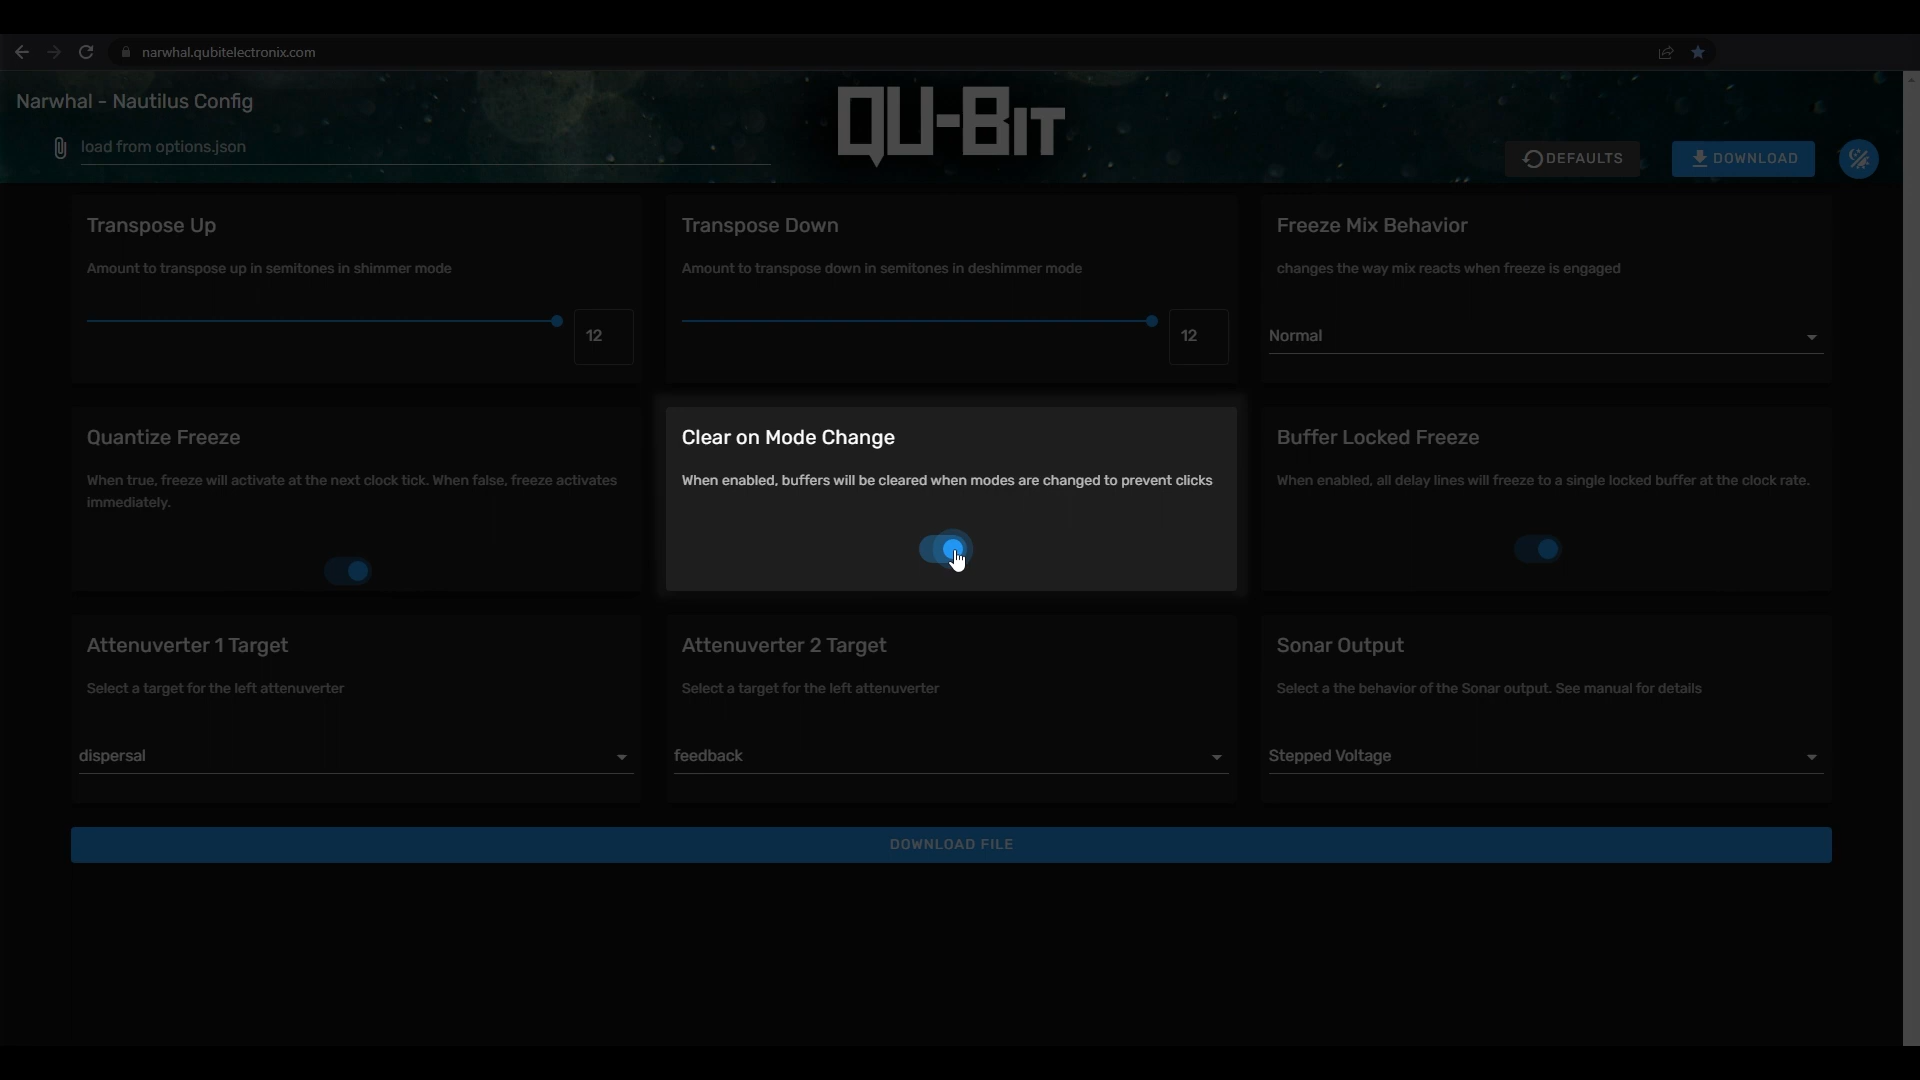 narwhal.qubitelectronix.com
Narwhal - Nautilus Config
QU-BIT
load from options.json
DEFAULTS
DOWNLOAD
Transpose Up
Amount to transpose up in semitones in shimmer mode
12
Transpose Down
Amount to transpose down in semitones in deshimmer mode
12
Freeze Mix Behavior
changes the way mix reacts when freeze is engaged
Normal
Quantize Freeze
When true, freeze will activate at the next clock tick. When false, freeze activates
immediately.
Clear on Mode Change
When enabled, buffers will be cleared when modes are changed to prevent clicks
Buffer Locked Freeze
When enabled, all delay lines will freeze to a single locked buffer at the clock rate.
Attenuverter 1 Target
Select a target for the left attenuverter
dispersal
Attenuverter 2 Target
Select a target for the left attenuverter
feedback
Sonar Output
Select a the behavior of the Sonar output. See manual for details
Stepped Voltage
DOWNLOAD FILE